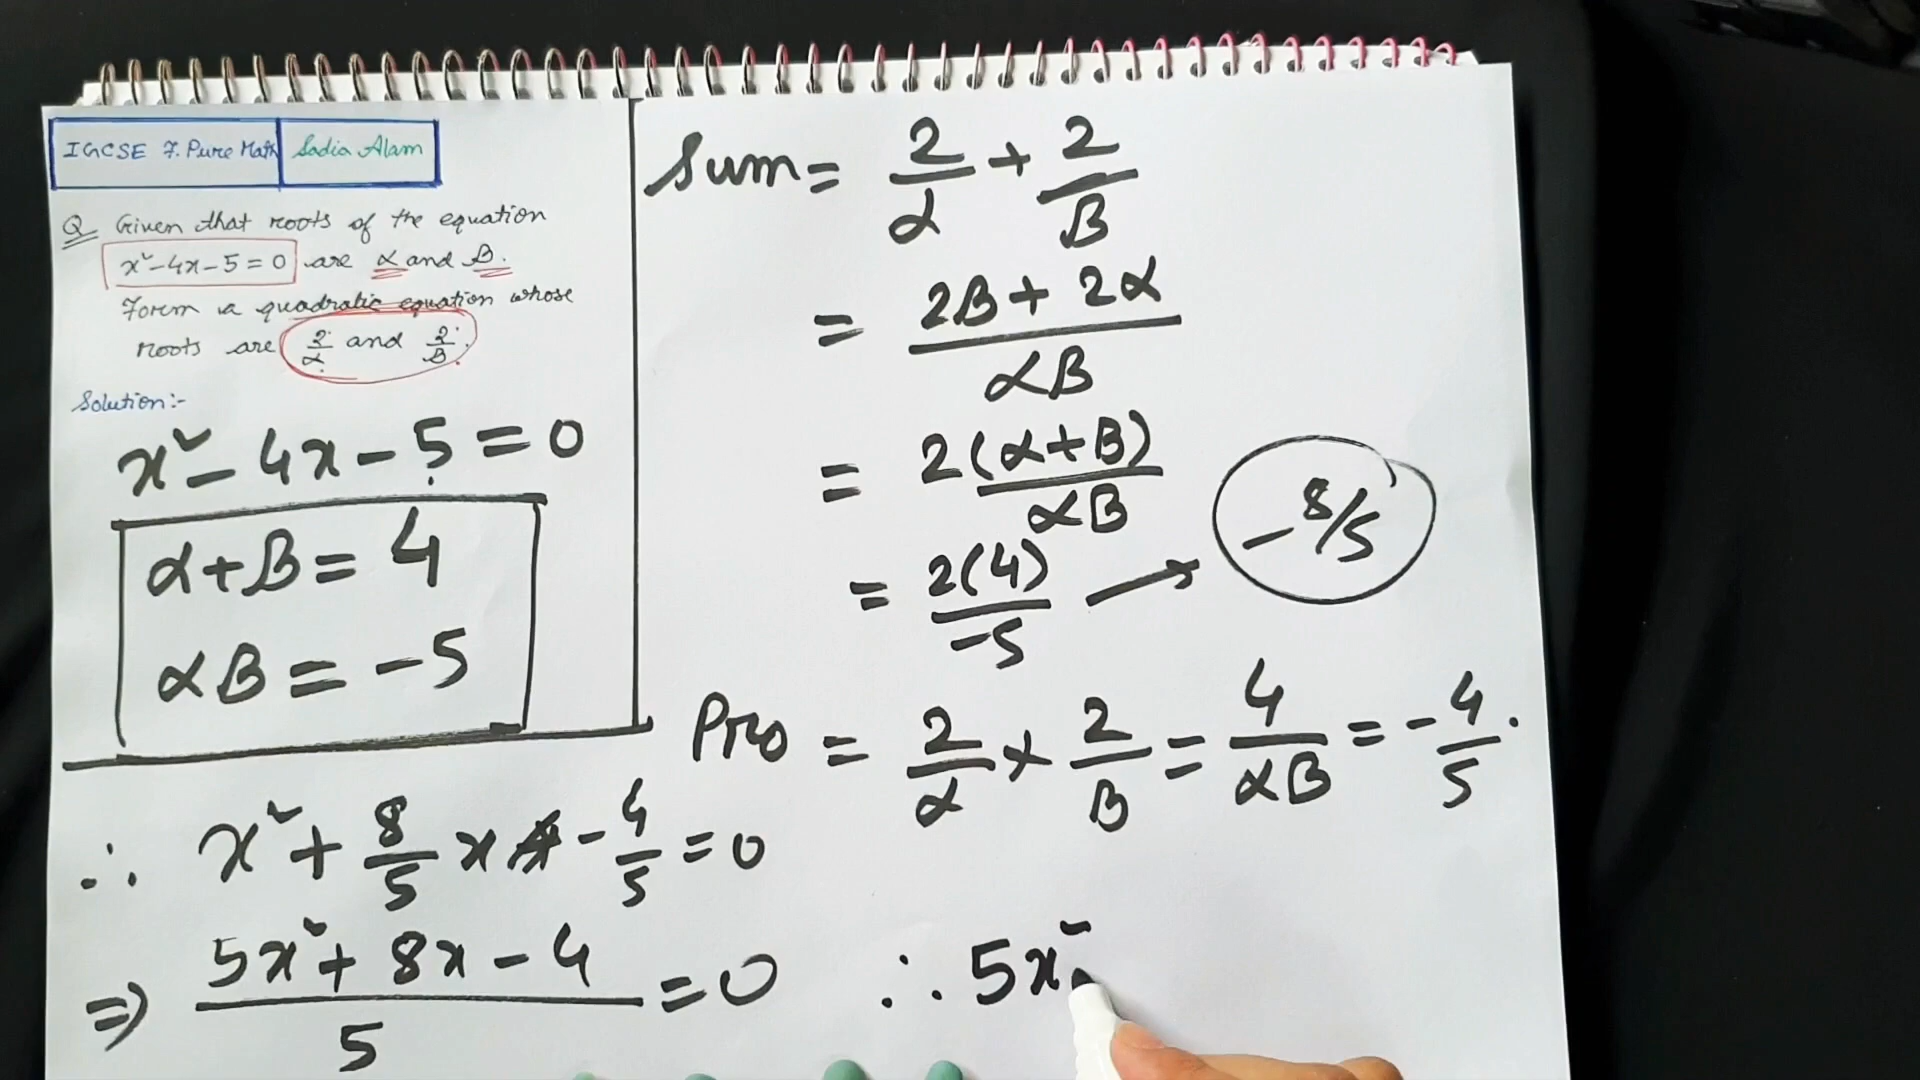 IGCSE F. Pure Math Sadia Alam
Q Given that roots of the equation
x²-4x-5=0 are α and β.
Form a quadratic equation whose
roots are 2/α and 2/β.
Solution:-
x²-4x-5=0
α+β=4
αβ=-5
Sum= 2/α + 2/β
= 2β+2α/αβ
= 2(α+β)/αβ
= 2(4)/-5 → -8/5
Pro = 2/α × 2/β = 4/αβ = -4/5.
∴ x²+8/5 x - 4/5 =0
⇒ 5x²+8x-4/5 =0
∴ 5x²